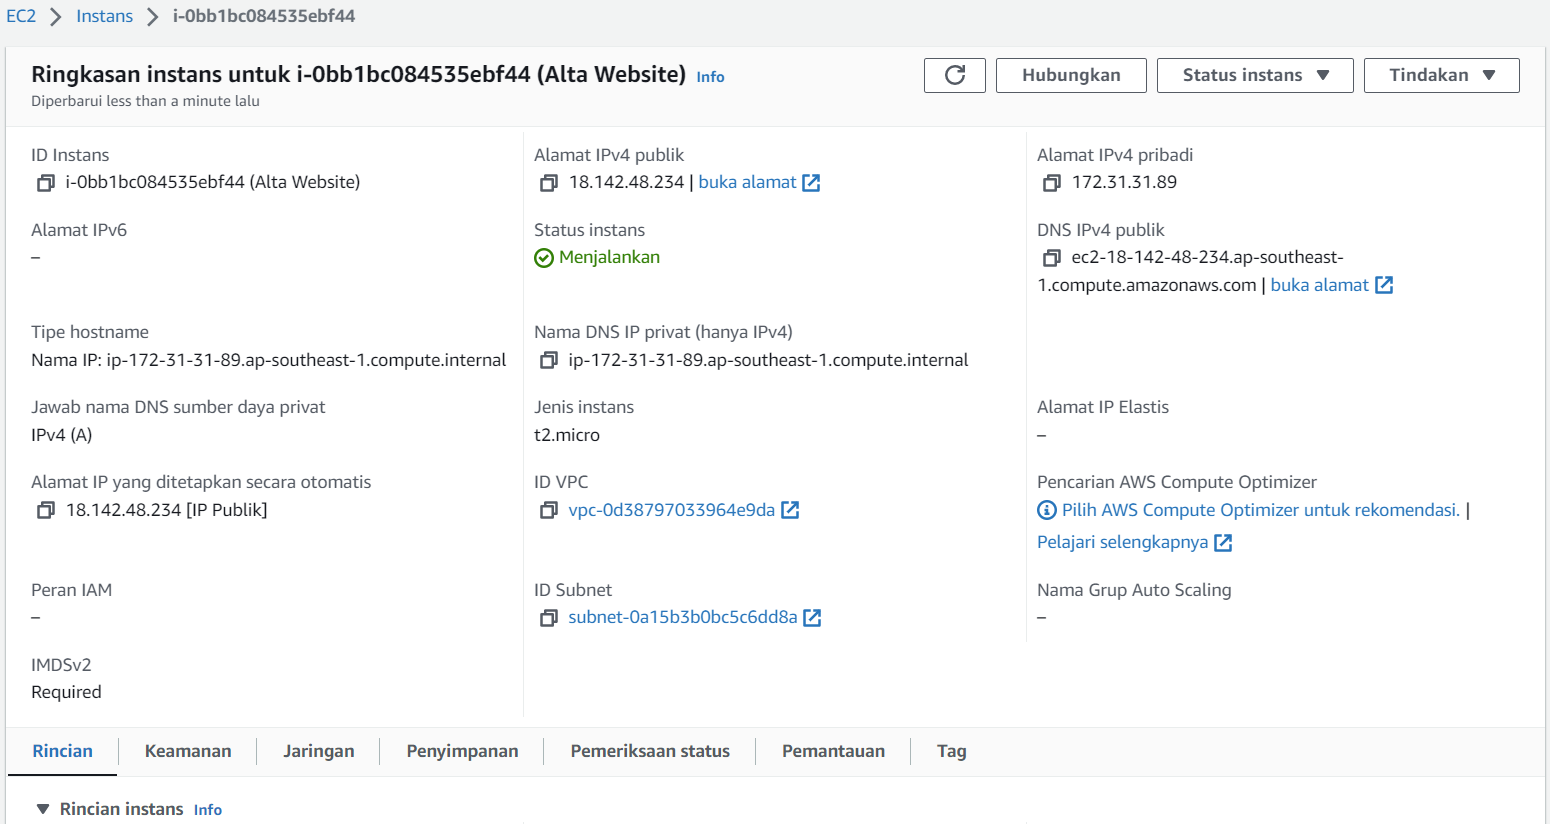 EC2 > Instans > i-0bb1bc084535ebf44
Ringkasan instans untuk i-0bb1bc084535ebf44 (Alta Website) Info
Diperbarui less than a minute lalu
Hubungkan
Status instans
Tindakan
ID Instans
i-0bb1bc084535ebf44 (Alta Website)
Alamat IPv4 publik
18.142.48.234 | buka alamat
Alamat IPv4 pribadi
172.31.31.89
Alamat IPv6
–
Status instans
Menjalankan
DNS IPv4 publik
ec2-18-142-48-234.ap-southeast-
1.compute.amazonaws.com | buka alamat
Tipe hostname
Nama IP: ip-172-31-31-89.ap-southeast-1.compute.internal
Nama DNS IP privat (hanya IPv4)
ip-172-31-31-89.ap-southeast-1.compute.internal
Jawab nama DNS sumber daya privat
IPv4 (A)
Jenis instans
t2.micro
Alamat IP Elastis
–
Alamat IP yang ditetapkan secara otomatis
18.142.48.234 [IP Publik]
ID VPC
vpc-0d38797033964e9da
Pencarian AWS Compute Optimizer
Pilih AWS Compute Optimizer untuk rekomendasi. |
Pelajari selengkapnya
Peran IAM
–
ID Subnet
subnet-0a15b3b0bc5c6dd8a
Nama Grup Auto Scaling
–
IMDSv2
Required
Rincian
Keamanan
Jaringan
Penyimpanan
Pemeriksaan status
Pemantauan
Tag
Rincian instans Info